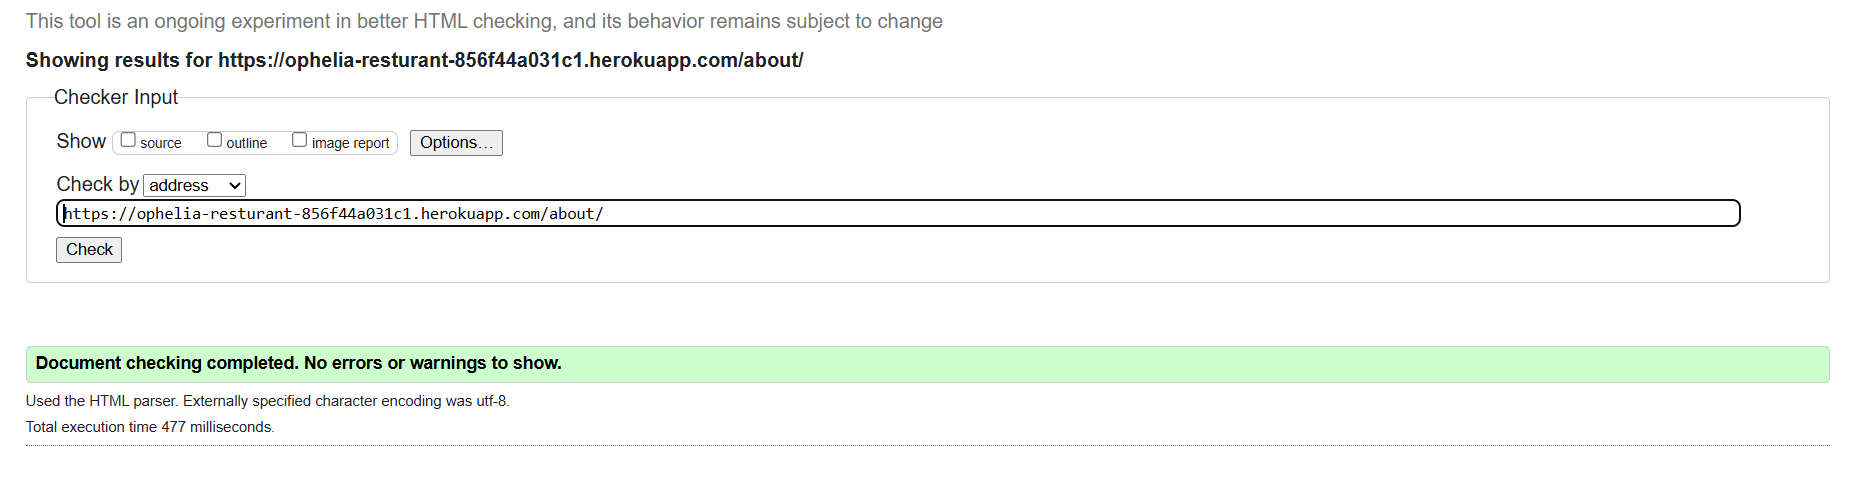 This tool is an ongoing experiment in better HTML checking, and its behavior remains subject to change
Showing results for https://ophelia-resturant-856f44a031c1.herokuapp.com/about/
Checker Input
Show source outline image report Options...
Check by address
https://ophelia-resturant-856f44a031c1.herokuapp.com/about/
Check
Document checking completed. No errors or warnings to show.
Used the HTML parser. Externally specified character encoding was utf-8.
Total execution time 477 milliseconds.